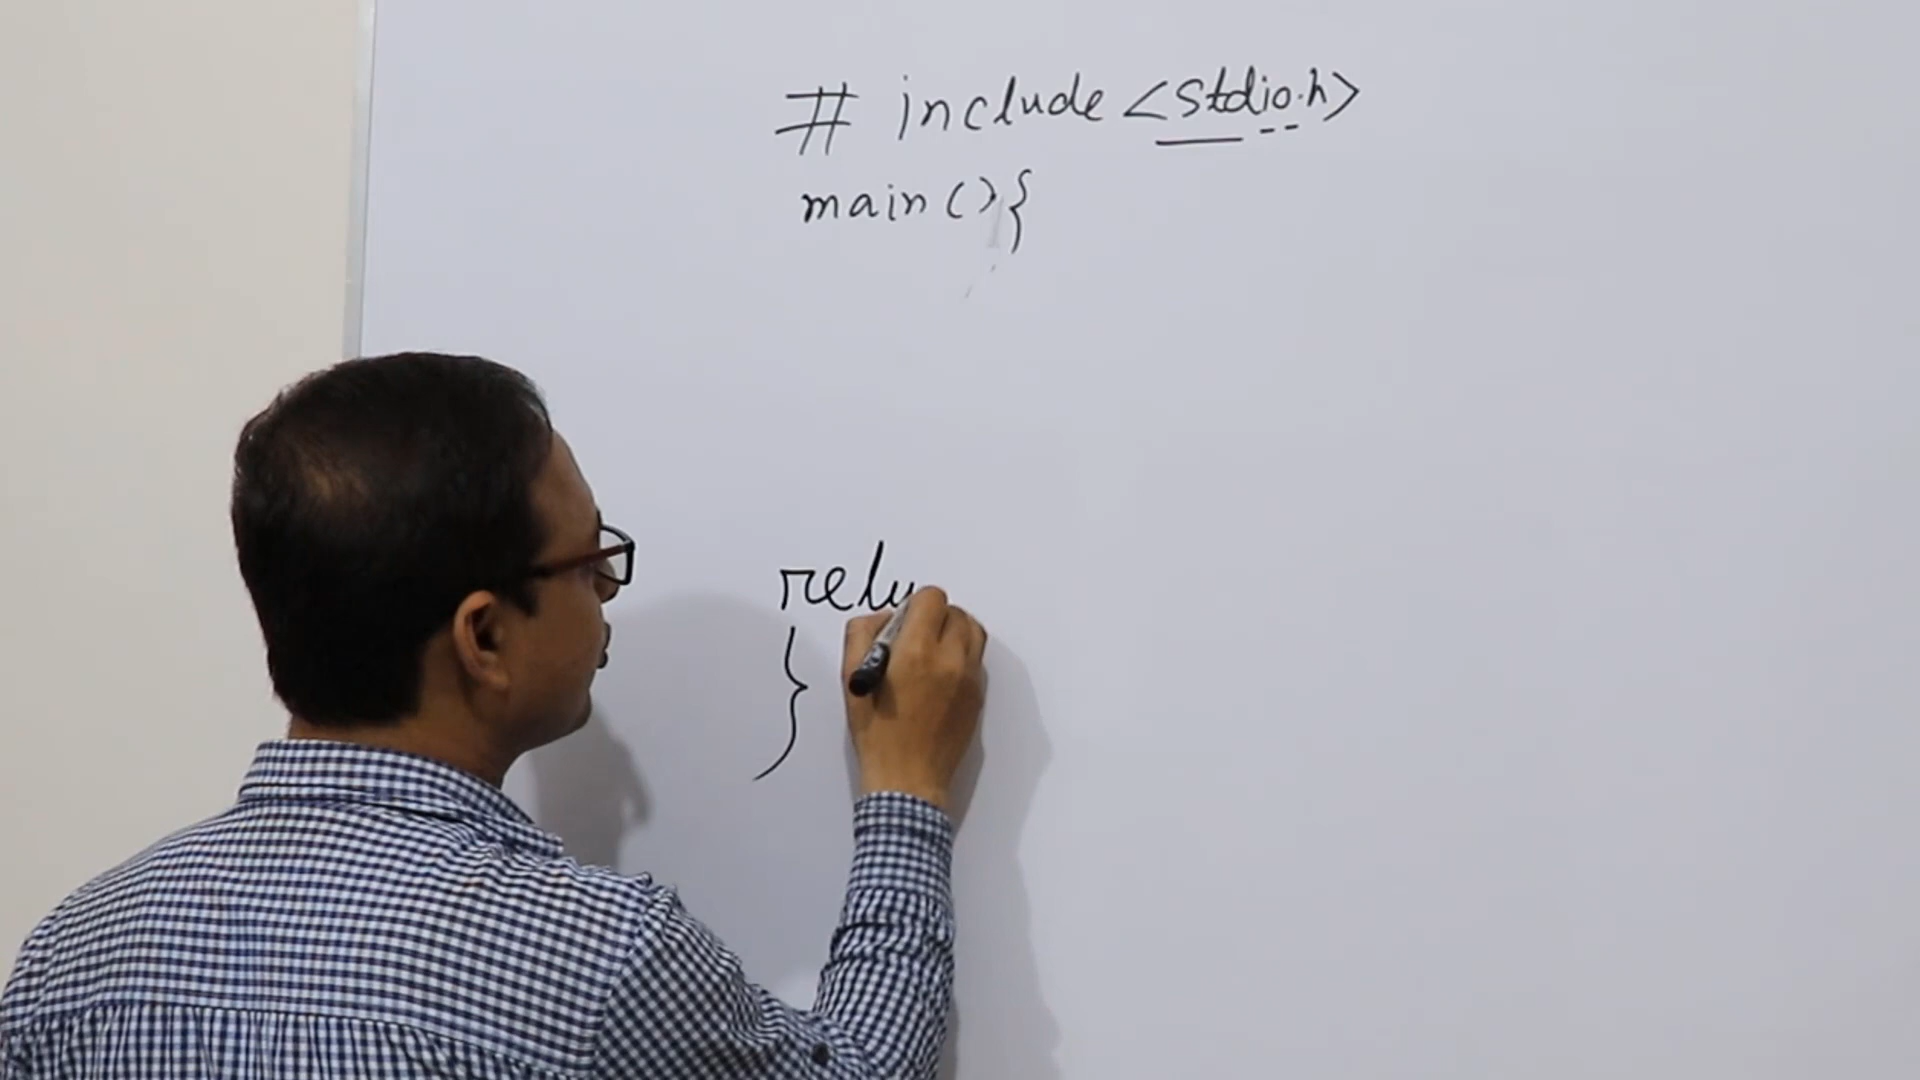 # include <stdio.h>
main(){
retu
}